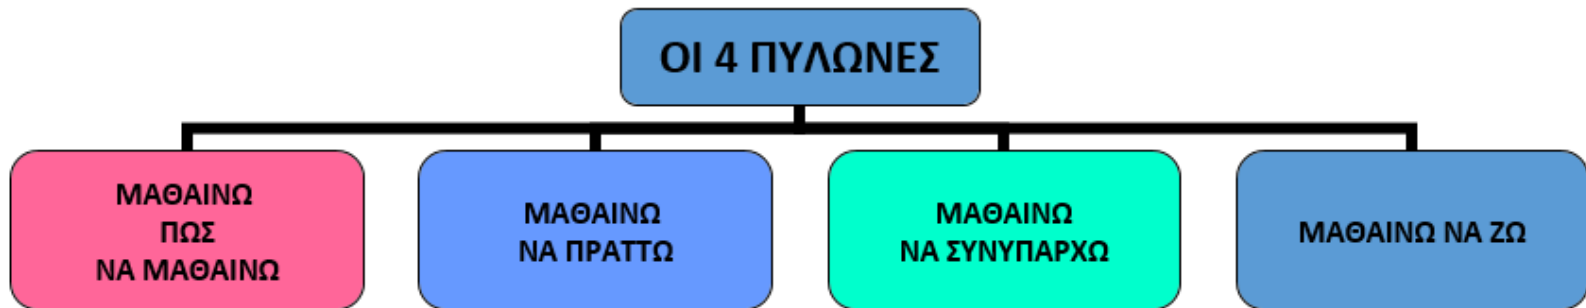 ΟΙ 4 ΠΥΛΩΝΕΣ
ΜΑΘΑΙΝΩ
ΠΩΣ
ΝΑ ΜΑΘΑΙΝΩ
ΜΑΘΑΙΝΩ
ΝΑ ΠΡΑΤΤΩ
ΜΑΘΑΙΝΩ
ΝΑ ΣΥΝΥΠΑΡΧΩ
ΜΑΘΑΙΝΩ ΝΑ ΖΩ